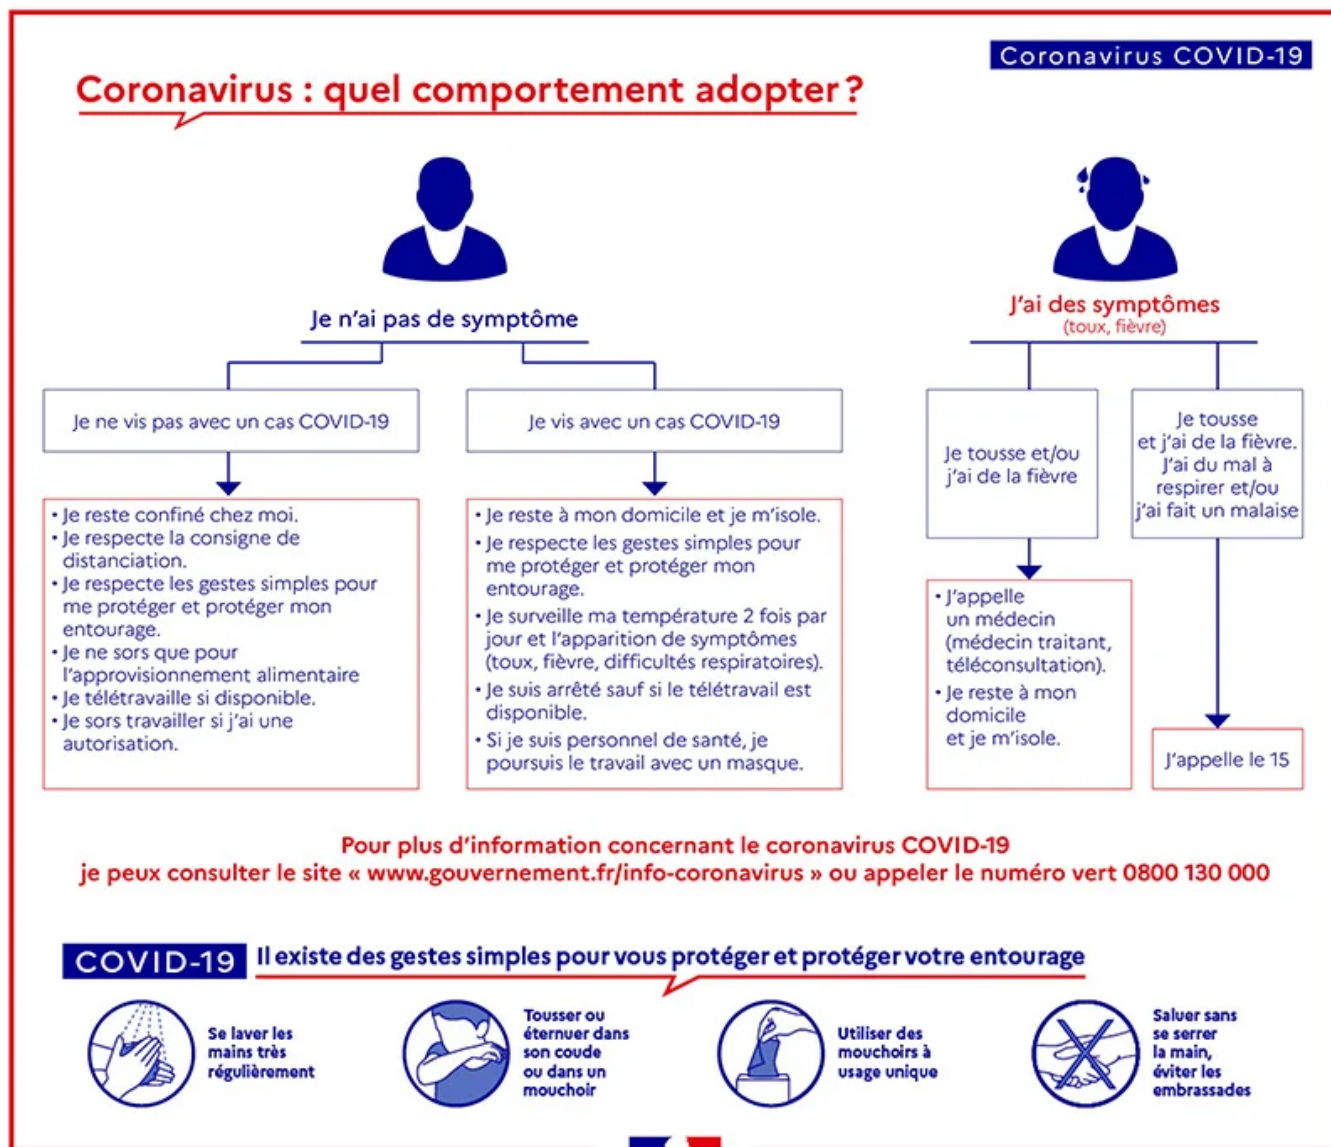 Coronavirus COVID-19
Coronavirus : quel comportement adopter ?
Je n'ai pas de symptôme
Je ne vis pas avec un cas COVID-19
• Je reste confiné chez moi.
• Je respecte la consigne de
distanciation.
• Je respecte les gestes simples pour
me protéger et protéger mon
entourage.
• Je ne sors que pour
l'approvisionnement alimentaire
• Je télétravaille si disponible.
• Je sors travailler si j'ai une
autorisation.
Je vis avec un cas COVID-19
• Je reste à mon domicile et je m'isole.
• Je respecte les gestes simples pour
me protéger et protéger mon
entourage.
• Je surveille ma température 2 fois par
jour et l'apparition de symptômes
(toux, fièvre, difficultés respiratoires).
• Je suis arrêté sauf si le télétravail est
disponible.
• Si je suis personnel de santé, je
poursuis le travail avec un masque.
J'ai des symptômes
(toux, fièvre)
Je tousse et/ou
j'ai de la fièvre
• J'appelle
un médecin
(médecin traitant,
téléconsultation).
• Je reste à mon
domicile
et je m'isole.
Je tousse
et j'ai de la fièvre.
J'ai du mal à
respirer et/ou
j'ai fait un malaise
J'appelle le 15
Pour plus d'information concernant le coronavirus COVID-19
je peux consulter le site « www.gouvernement.fr/info-coronavirus » ou appeler le numéro vert 0800 130 000
COVID-19 Il existe des gestes simples pour vous protéger et protéger votre entourage
Se laver les
mains très
régulièrement
Tousser ou
éternuer dans
son coude
ou dans un
mouchoir
Utiliser des
mouchoirs à
usage unique
Saluer sans
se serrer
la main,
éviter les
embrassades